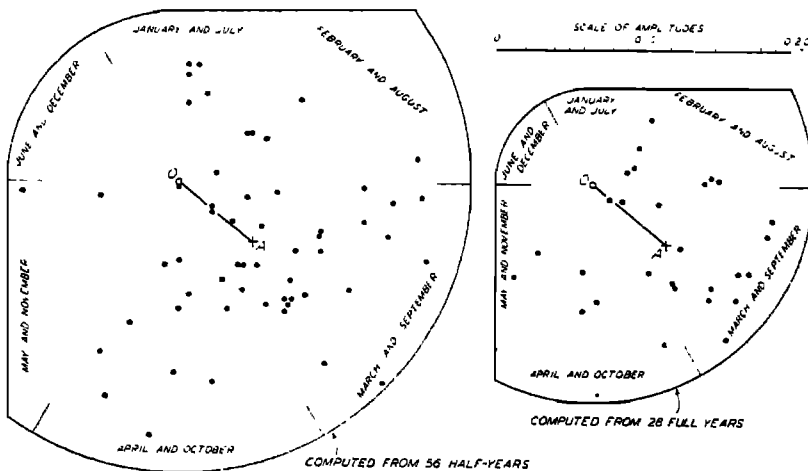 JANUARY AND JULY
FEBRUARY AND AUGUST
JUNE AND DECEMBER
O
A
MAY AND NOVEMBER
MARCH AND SEPTEMBER
APRIL AND OCTOBER
COMPUTED FROM 56 HALF-YEARS
SCALE OF AMPLITUDES
0
0.20
JANUARY
AND JULY
FEBRUARY AND AUGUST
JUNE AND
DECEMBER
O
MAY AND NOVEMBER
MARCH AND SEPTEMBER
APRIL AND OCTOBER
COMPUTED FROM 28 FULL YEARS